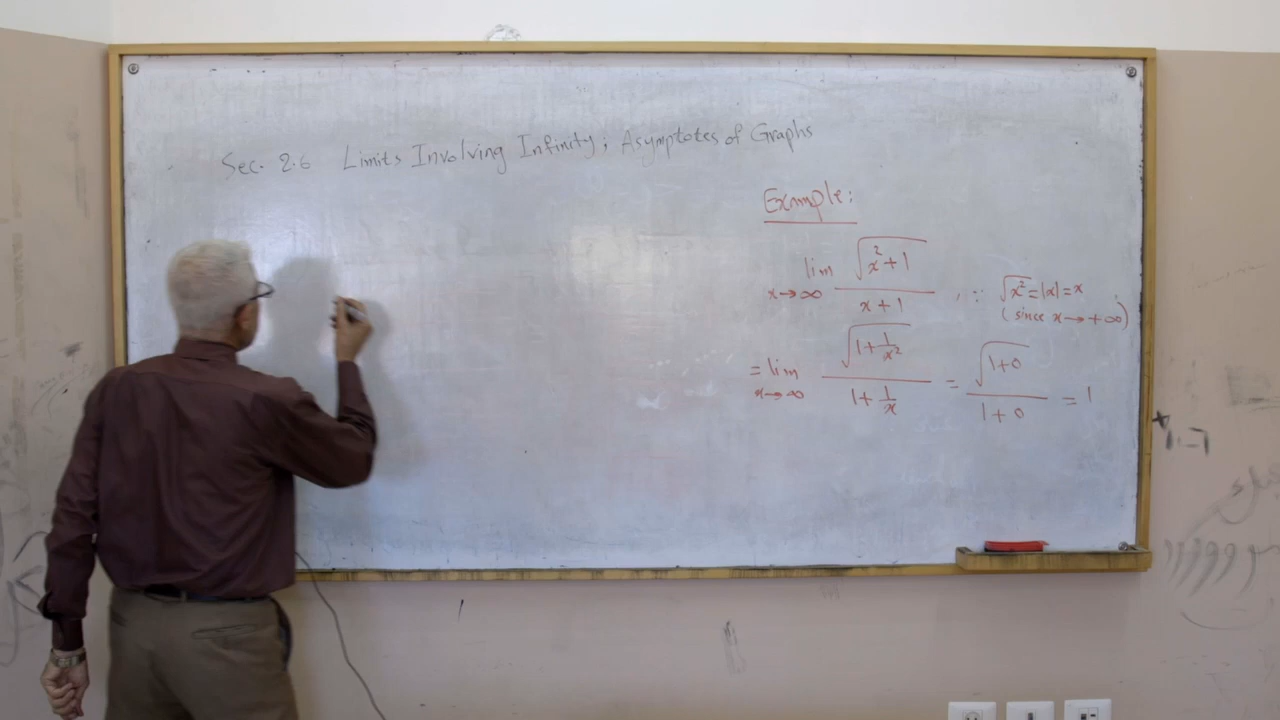 Sec. 2.6 Limits Involving Infinity; Asymptotes of Graphs
Example:
lim x→∞ √(x²+1) / (x+1) , ∵ √x² = |x| = x
(since x→+∞)
= lim x→∞ √(1+1/x²) / (1+1/x) = √(1+0) / (1+0) = 1